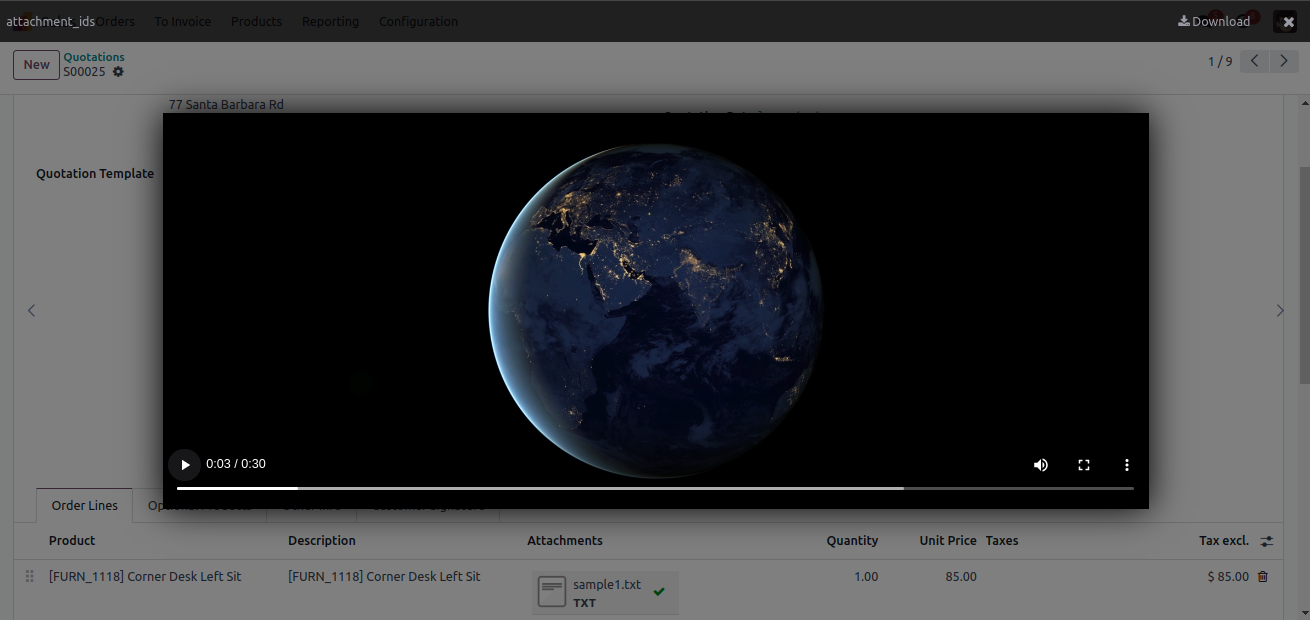 attachment_ids
Orders
To Invoice
Products
Reporting
Configuration
Download
New
Quotations
S00025
1 / 9
77 Santa Barbara Rd
Quotation Template
0:03 / 0:30
Order Lines
Product
Description
Attachments
Quantity
Unit Price
Taxes
Tax excl.
[FURN_1118] Corner Desk Left Sit
[FURN_1118] Corner Desk Left Sit
sample1.txt
TXT
1.00
85.00
$ 85.00